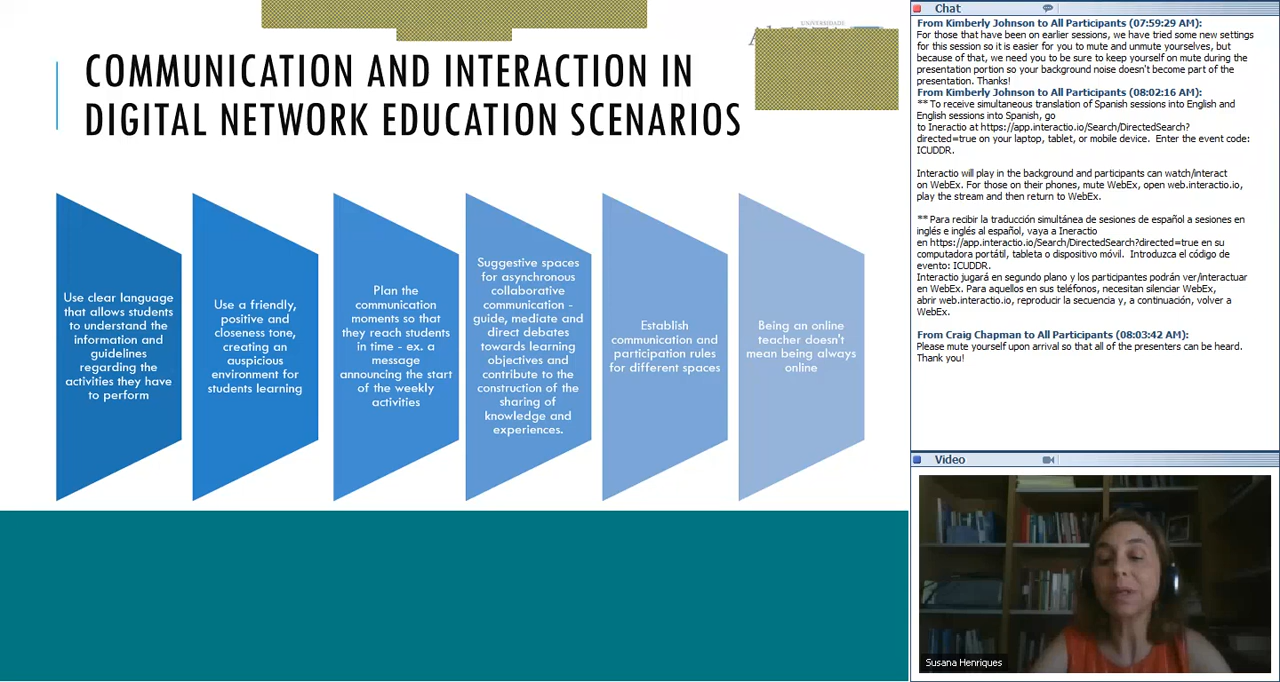 UNIVERSIDADE
COMMUNICATION AND INTERACTION IN
DIGITAL NETWORK EDUCATION SCENARIOS
Use clear language
that allows students
to understand the
information and
guidelines
regarding the
activities they have
to perform
Use a friendly,
positive and
closeness tone,
creating an
auspicious
environment for
students learning
Plan the
communication
moments so that
they reach students
in time - ex. a
message
announcing the start
of the weekly
activities
Suggestive spaces
for asynchronous
collaborative
communication -
guide, mediate and
direct debates
towards learning
objectives and
contribute to the
construction of the
sharing of
knowledge and
experiences.
Establish
communication and
participation rules
for different spaces
Being an online
teacher doesn't
mean being always
online
Chat
From Kimberly Johnson to All Participants (07:59:29 AM):
For those that have been on earlier sessions, we have tried some new settings
for this session so it is easier for you to mute and unmute yourselves, but
because of that, we need you to be sure to keep yourself on mute during the
presentation portion so your background noise doesn't become part of the
presentation. Thanks!
From Kimberly Johnson to All Participants (08:02:16 AM):
** To receive simultaneous translation of Spanish sessions into English and
English sessions into Spanish, go
to Ineractio at https://app.interactio.io/Search/DirectedSearch?
directed=true on your laptop, tablet, or mobile device. Enter the event code:
ICUDDR.
Interactio will play in the background and participants can watch/interact
on WebEx. For those on their phones, mute WebEx, open web.interactio.io,
play the stream and then return to WebEx.
** Para recibir la traducción simultánea de sesiones de español a sesiones en
inglés e inglés al español, vaya a Ineractio
en https://app.interactio.io/Search/DirectedSearch?directed=true en su
computadora portátil, tableta o dispositivo móvil. Introduzca el código de
evento: ICUDDR.
Interactio jugará en segundo plano y los participantes podrán ver/interactuar
en WebEx. Para aquellos en sus teléfonos, necesitan silenciar WebEx,
abrir web.interactio.io, reproducir la secuencia y, a continuación, volver a
WebEx.
From Craig Chapman to All Participants (08:03:42 AM):
Please mute yourself upon arrival so that all of the presenters can be heard.
Thank you!
Video
Susana Henriques